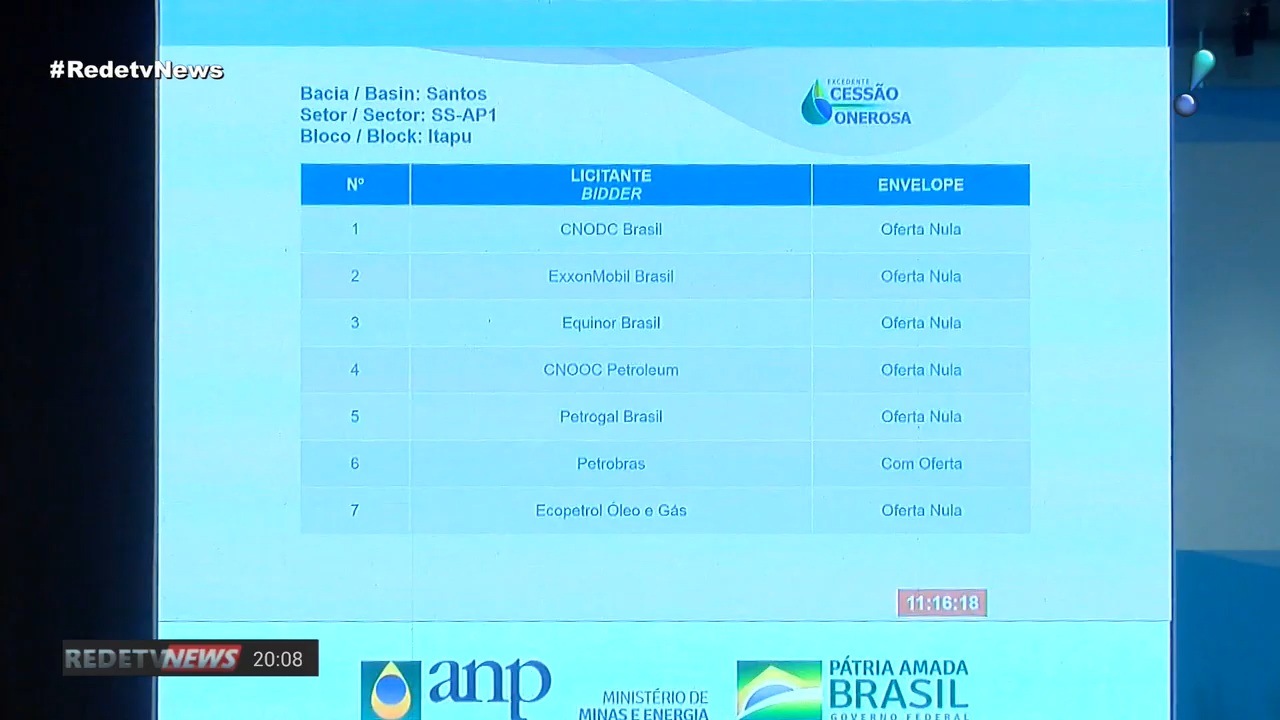 #RedetvNews
Bacia / Basin: Santos
Setor / Sector: SS-AP1
Bloco / Block: Itapu
EXCEDENTE
CESSÃO
ONEROSA
Nº LICITANTE BIDDER ENVELOPE
1 CNODC Brasil Oferta Nula
2 ExxonMobil Brasil Oferta Nula
3 Equinor Brasil Oferta Nula
4 CNOOC Petroleum Oferta Nula
5 Petrogal Brasil Oferta Nula
6 Petrobras Com Oferta
7 Ecopetrol Óleo e Gás Oferta Nula
11:16:18
REDETV NEWS 20:08
anp
MINISTÉRIO DE
MINAS E ENERGIA
PÁTRIA AMADA
BRASIL
GOVERNO FEDERAL